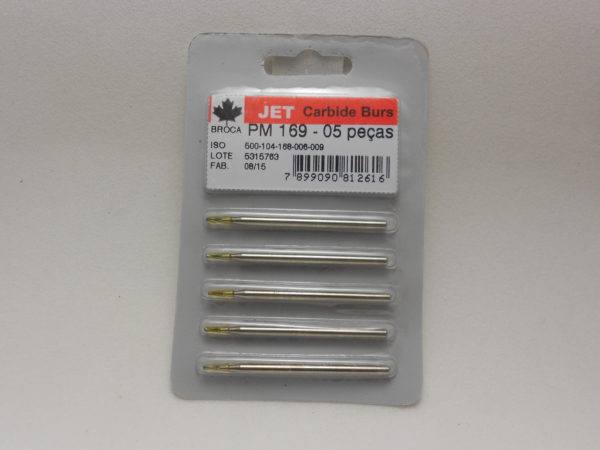 JET Carbide Burs
BROCA PM 169 - 05 peças
ISO 500-104-168-006-009
LOTE 5315763
FAB. 08/15
7 899090 812616